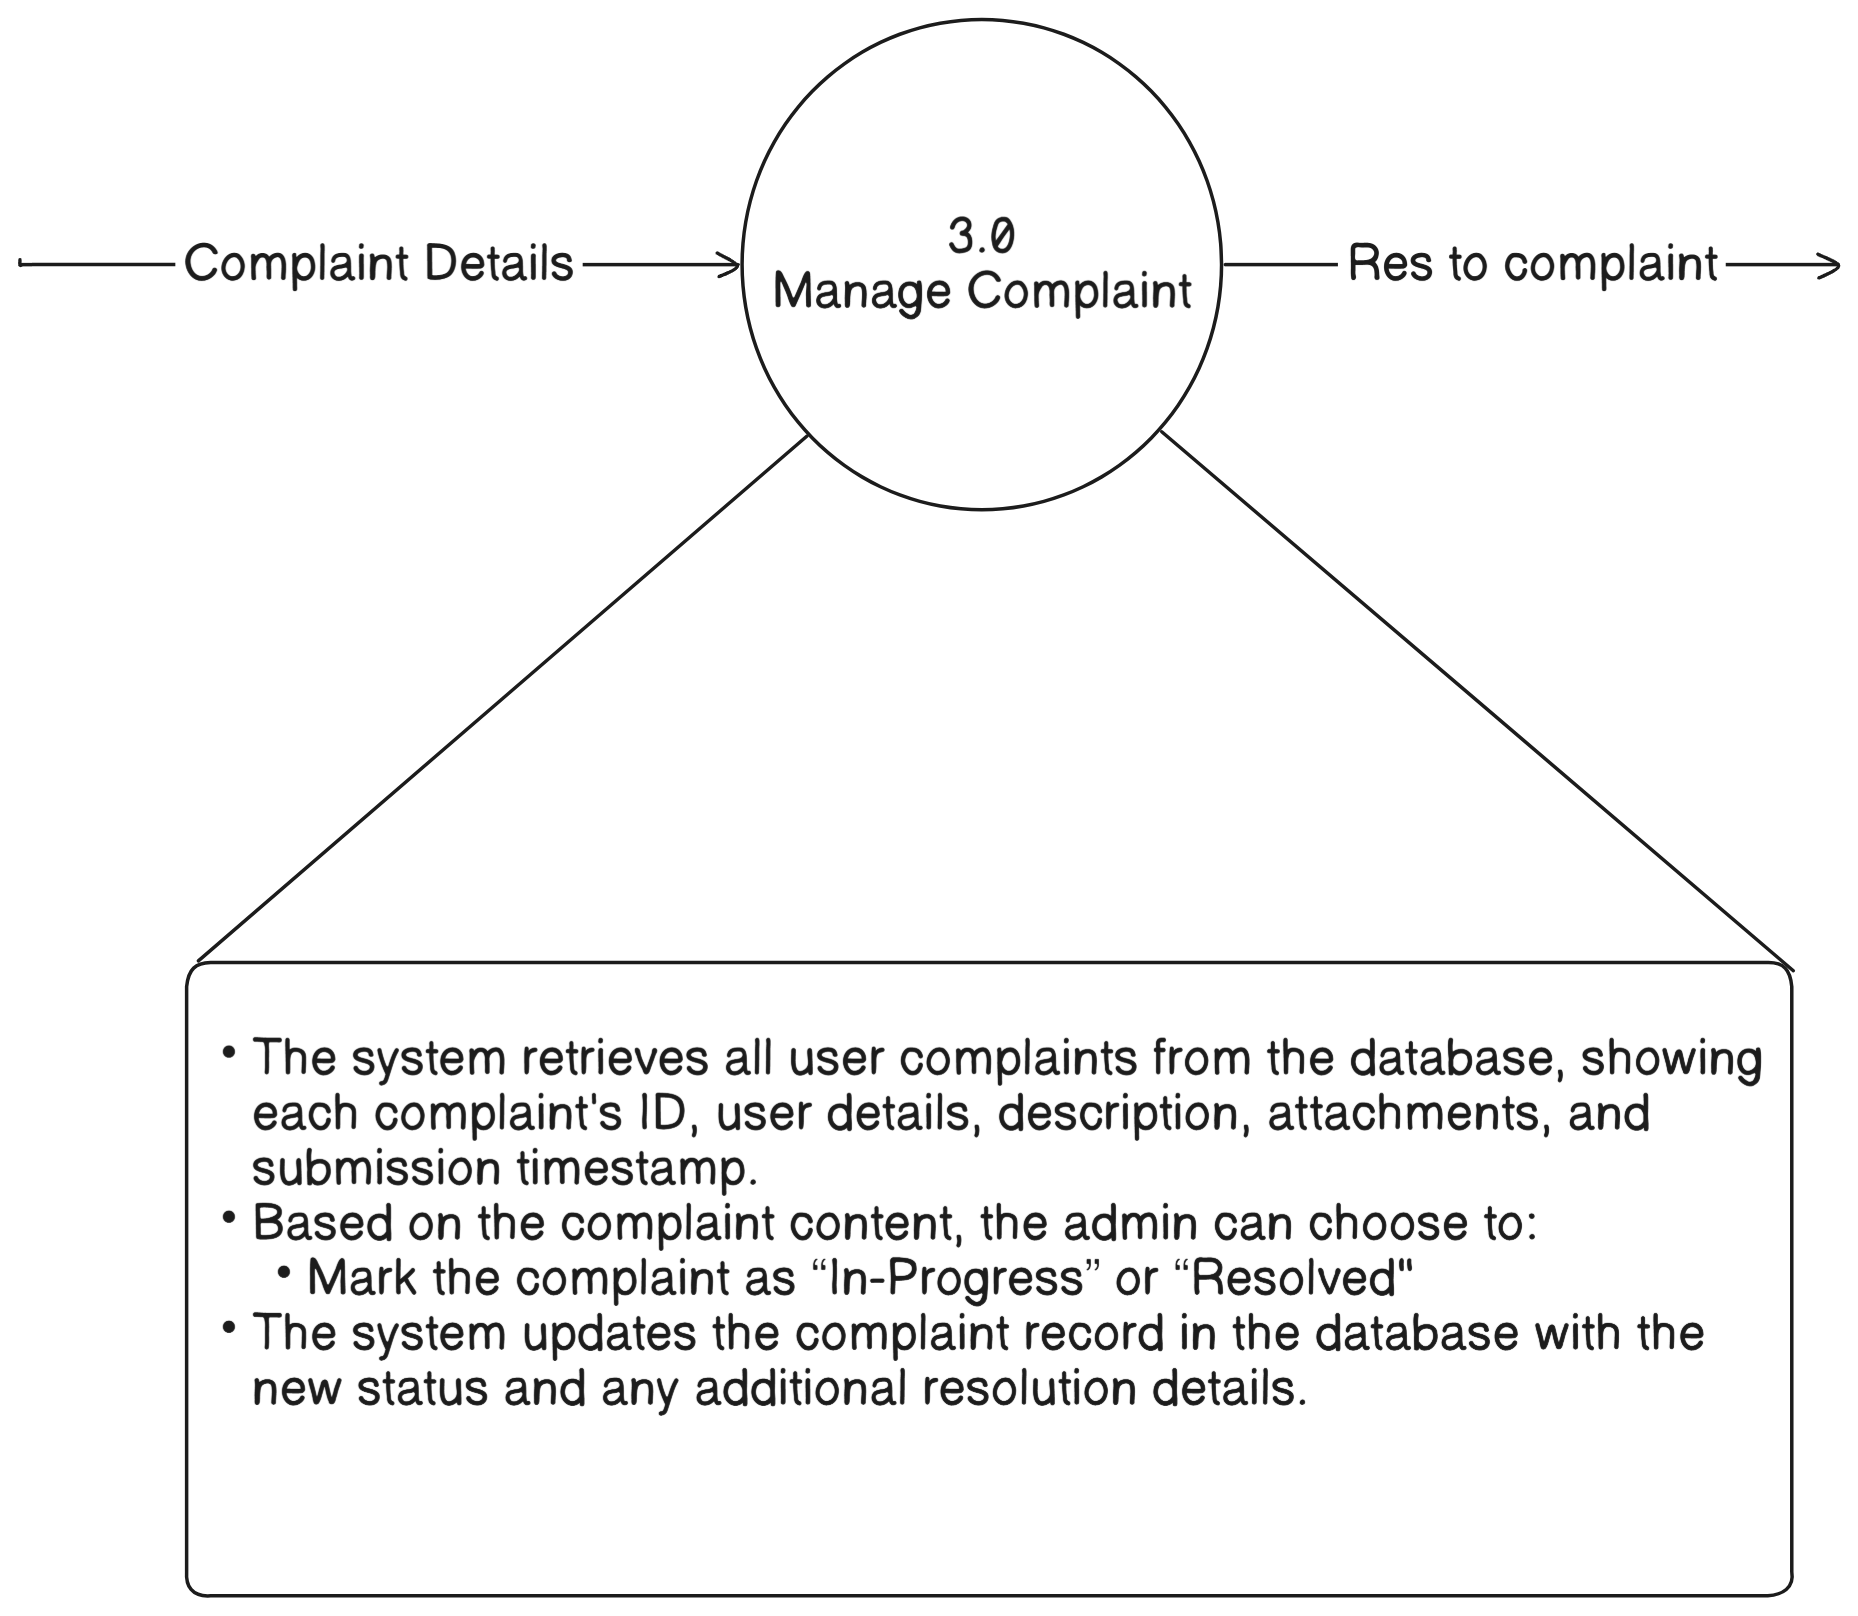 3.0
Manage Complaint
Complaint Details
Res to complaint
• The system retrieves all user complaints from the database, showing
each complaint's ID, user details, description, attachments, and
submission timestamp.
• Based on the complaint content, the admin can choose to:
• Mark the complaint as “In-Progress” or “Resolved"
• The system updates the complaint record in the database with the
new status and any additional resolution details.